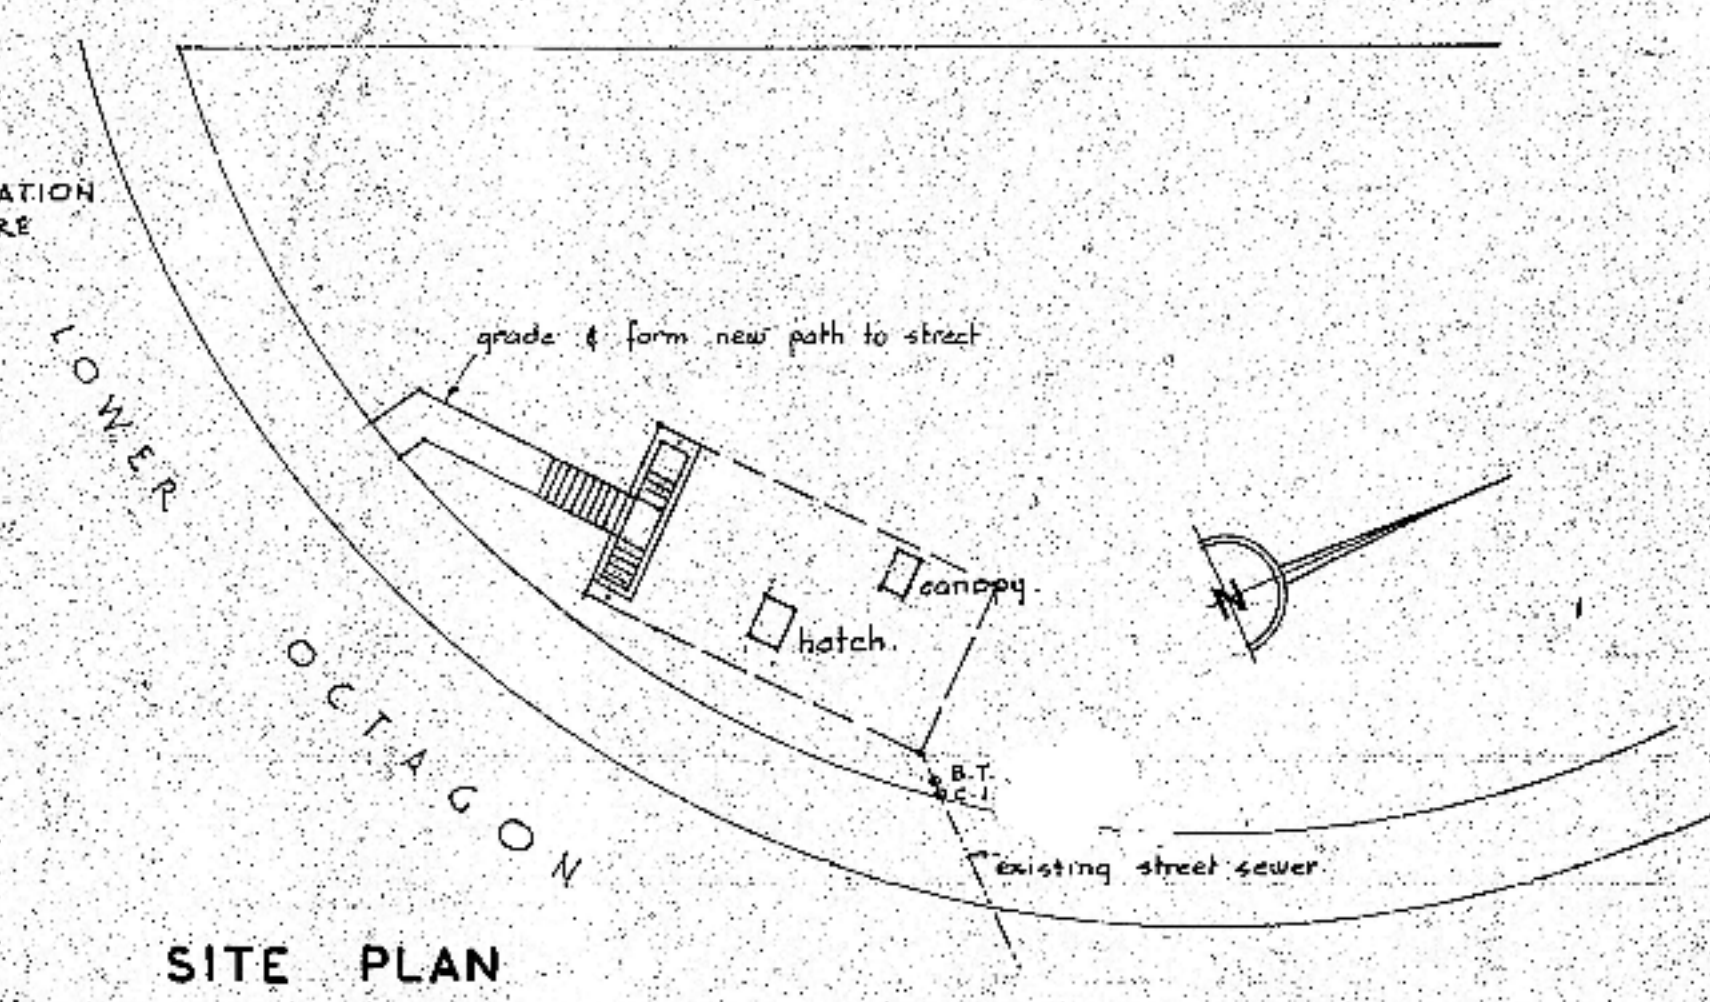 ATION
RE
grade & form new path to street
LOWER
OCTAGON
canopy.
hatch.
N
B.T.
C.I.
existing street sewer.
SITE PLAN